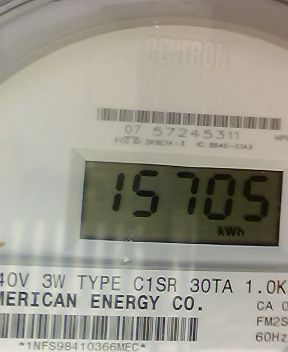 CENTRON®
07 57245311
15705
kWh
40V 3W TYPE C1SR 30TA 1.0K
MERICAN ENERGY CO.
CA 0
FM2S
60Hz
*1NFS98410366MEC*